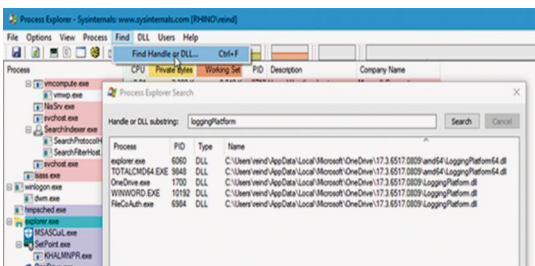 Process Explorer - Sysinternals: www.sysinternals.com [RHINO\reind]
File Options View Process Find DLL Users Help
Find Handle or DLL... Ctrl+F
Process CPU Private Bytes Working Set PID Description Company Name
vmcompute.exe
vmwp.exe
NisSrv.exe
svchost.exe
SearchIndexer.exe
SearchProtocolH
SearchFilterHost.
svchost.exe
lsass.exe
winlogon.exe
dwm.exe
hmpsched.exe
explorer.exe
MSASCuiL.exe
SetPoint.exe
KHALMNPR.exe
Process Explorer Search
Handle or DLL substring: loggingPlatform Search Cancel
Process PID Type Name
explorer.exe 6060 DLL C:\Users\reind\AppData\Local\Microsoft\OneDrive\17.3.6517.0809\amd64\LoggingPlatform64.dll
TOTALCMD64.EXE 9848 DLL C:\Users\reind\AppData\Local\Microsoft\OneDrive\17.3.6517.0809\amd64\LoggingPlatform64.dll
OneDrive.exe 1700 DLL C:\Users\reind\AppData\Local\Microsoft\OneDrive\17.3.6517.0809\LoggingPlatform.dll
WINWORD.EXE 10192 DLL C:\Users\reind\AppData\Local\Microsoft\OneDrive\17.3.6517.0809\LoggingPlatform.dll
FileCoAuth.exe 6984 DLL C:\Users\reind\AppData\Local\Microsoft\OneDrive\17.3.6517.0809\LoggingPlatform.dll